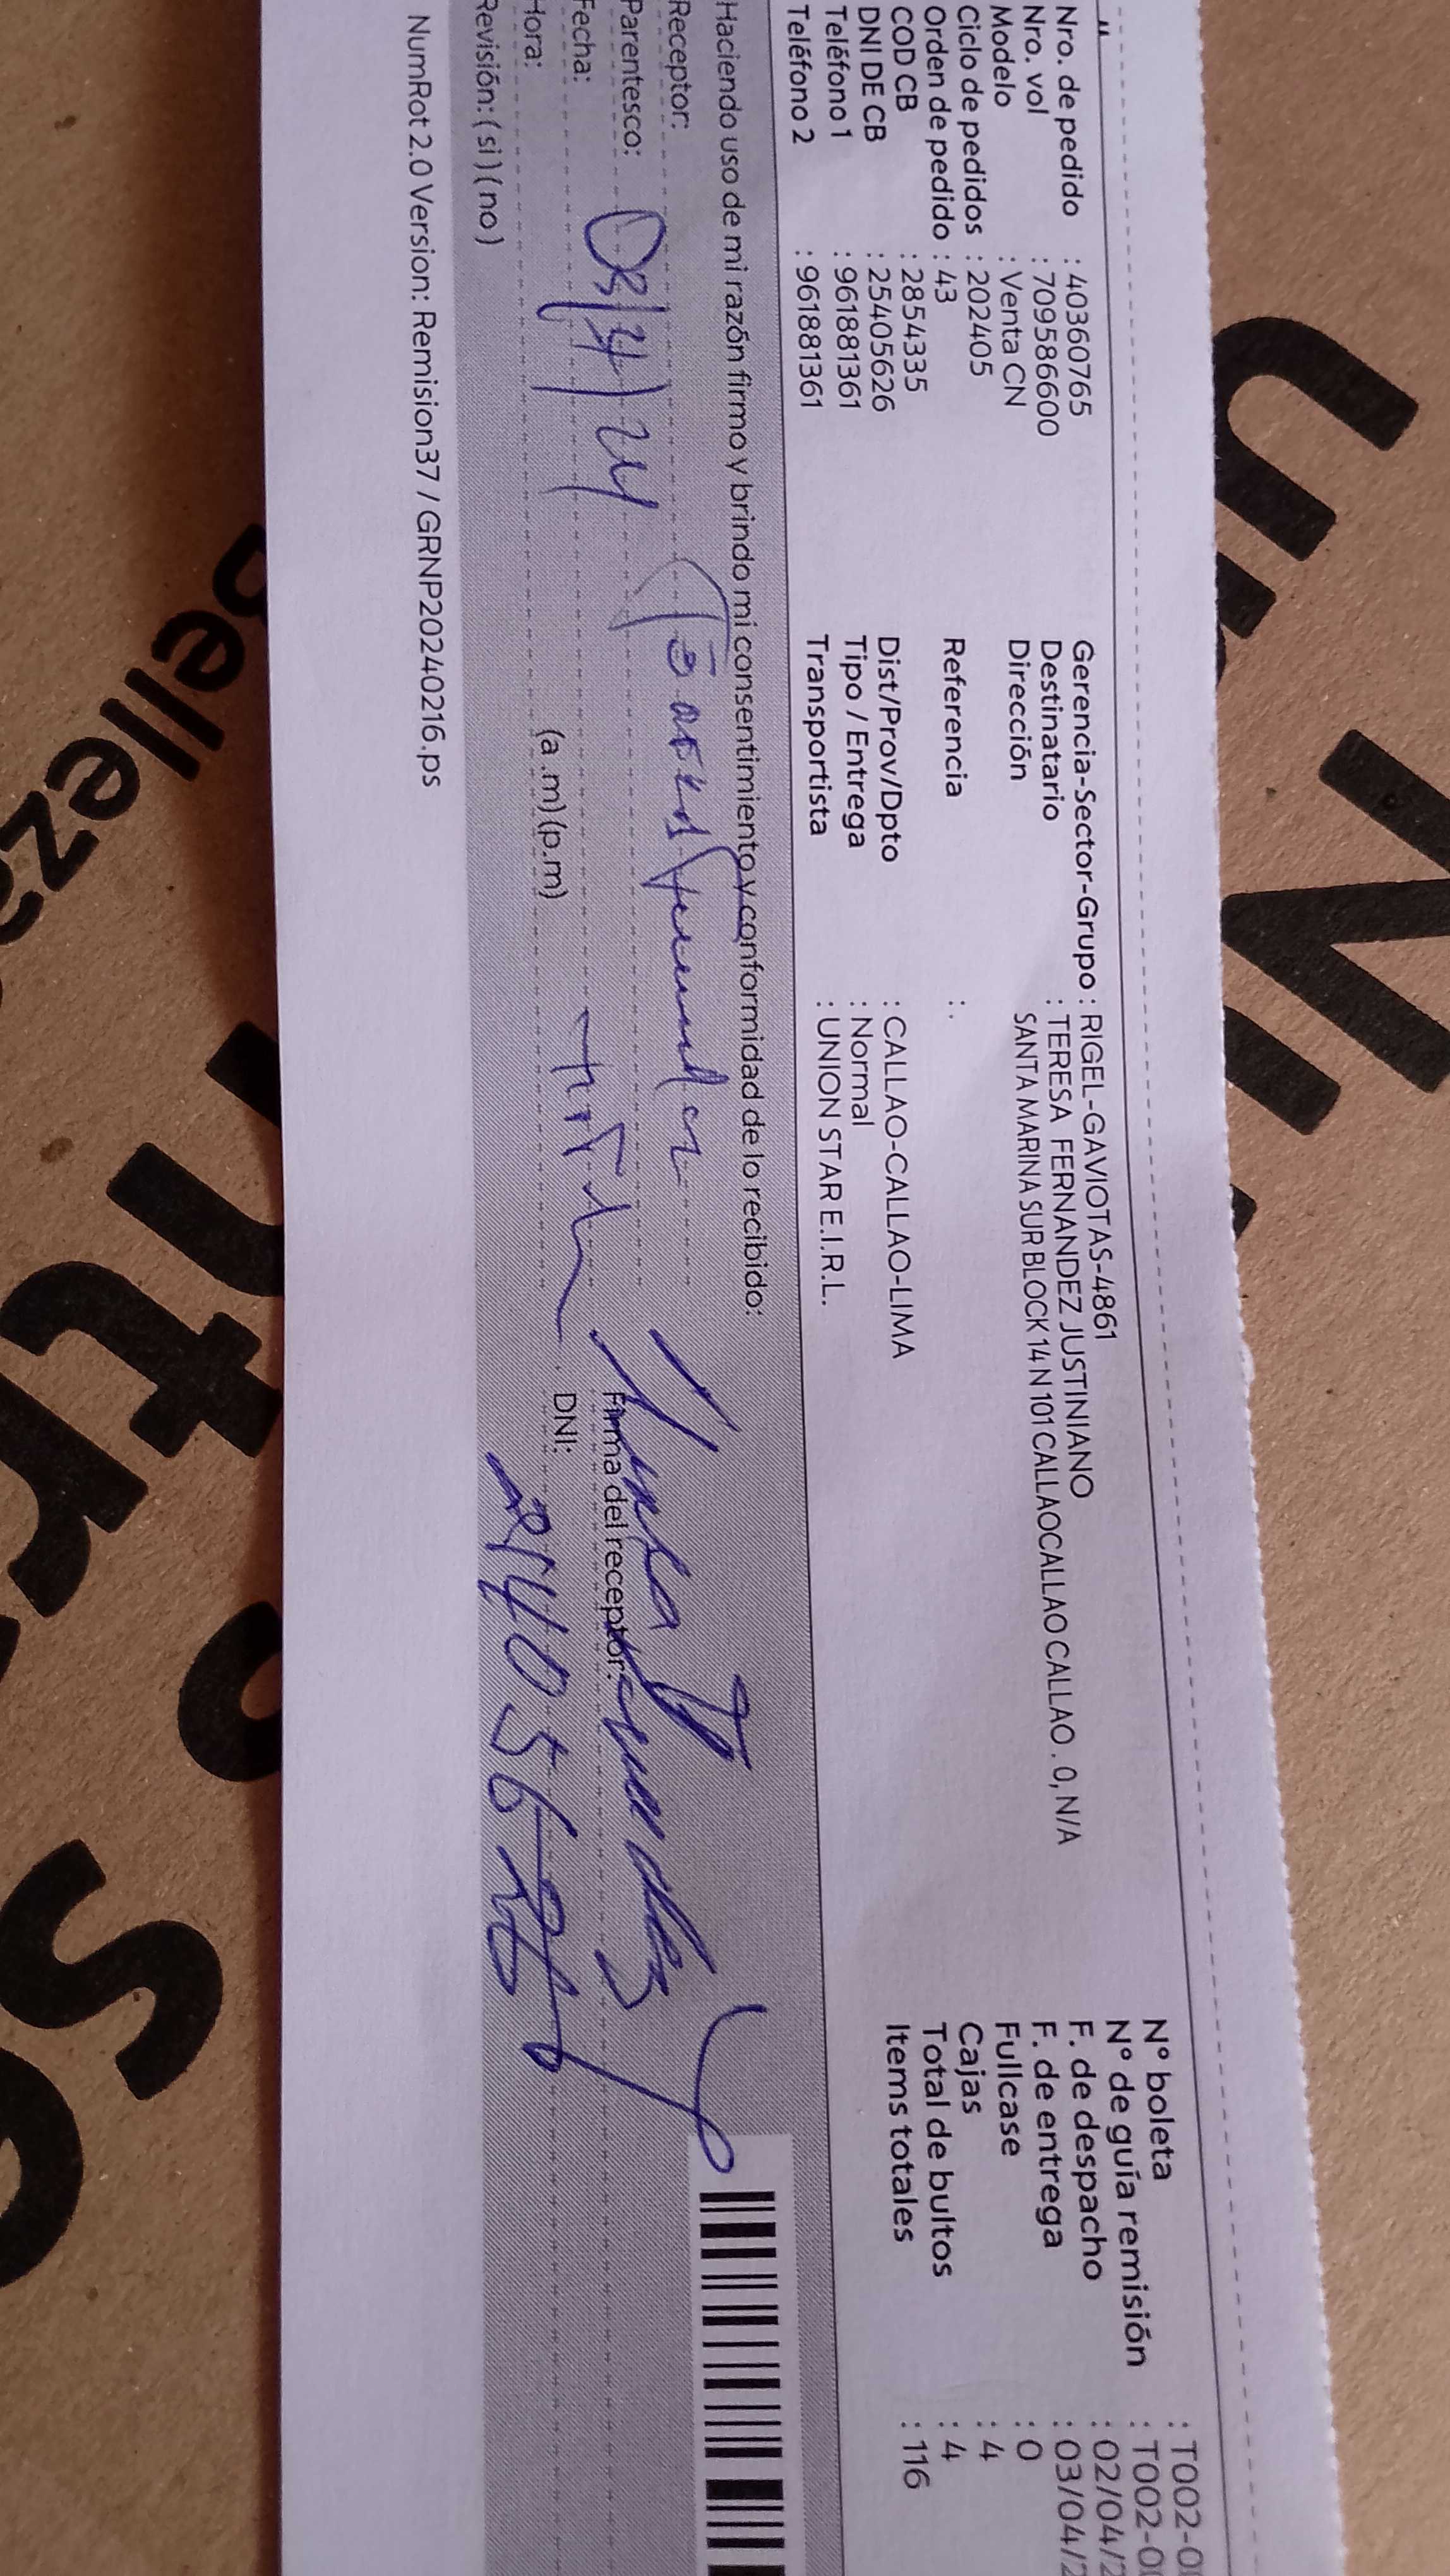 Nro. de pedido : 40360765
Nro. vol : 709586600
Modelo : Venta CN
Ciclo de pedidos : 202405
Orden de pedido : 43
COD CB : 2854335
DNI DE CB : 25405626
Teléfono 1 : 961881361
Teléfono 2 : 961881361
Gerencia-Sector-Grupo : RIGEL-GAVIOTAS-4861
Destinatario : TERESA FERNANDEZ JUSTINIANO
Dirección SANTA MARINA SUR BLOCK 14 N 101 CALLAOCALLAO CALLAO . 0, N/A
Referencia : .
Dist/Prov/Dpto : CALLAO-CALLAO-LIMA
Tipo / Entrega : Normal
Transportista : UNION STAR E.I.R.L.
N° boleta : T002-0
N° de guía remisión : T002-0
F. de despacho : 02/04/2
F. de entrega : 03/04/2
Fullcase : 0
Cajas : 4
Total de bultos : 4
Items totales : 116
Haciendo uso de mi razón firmo y brindo mi consentimiento y conformidad de lo recibido:
Receptor:
Parentesco:
Fecha: 03/4/24
Hora: (a.m)(p.m)
Revisión: ( si ) ( no )
Firma del receptor:
DNI: 25405626
NumRot 2.0 Version: Remision37 / GRNP20240216.ps